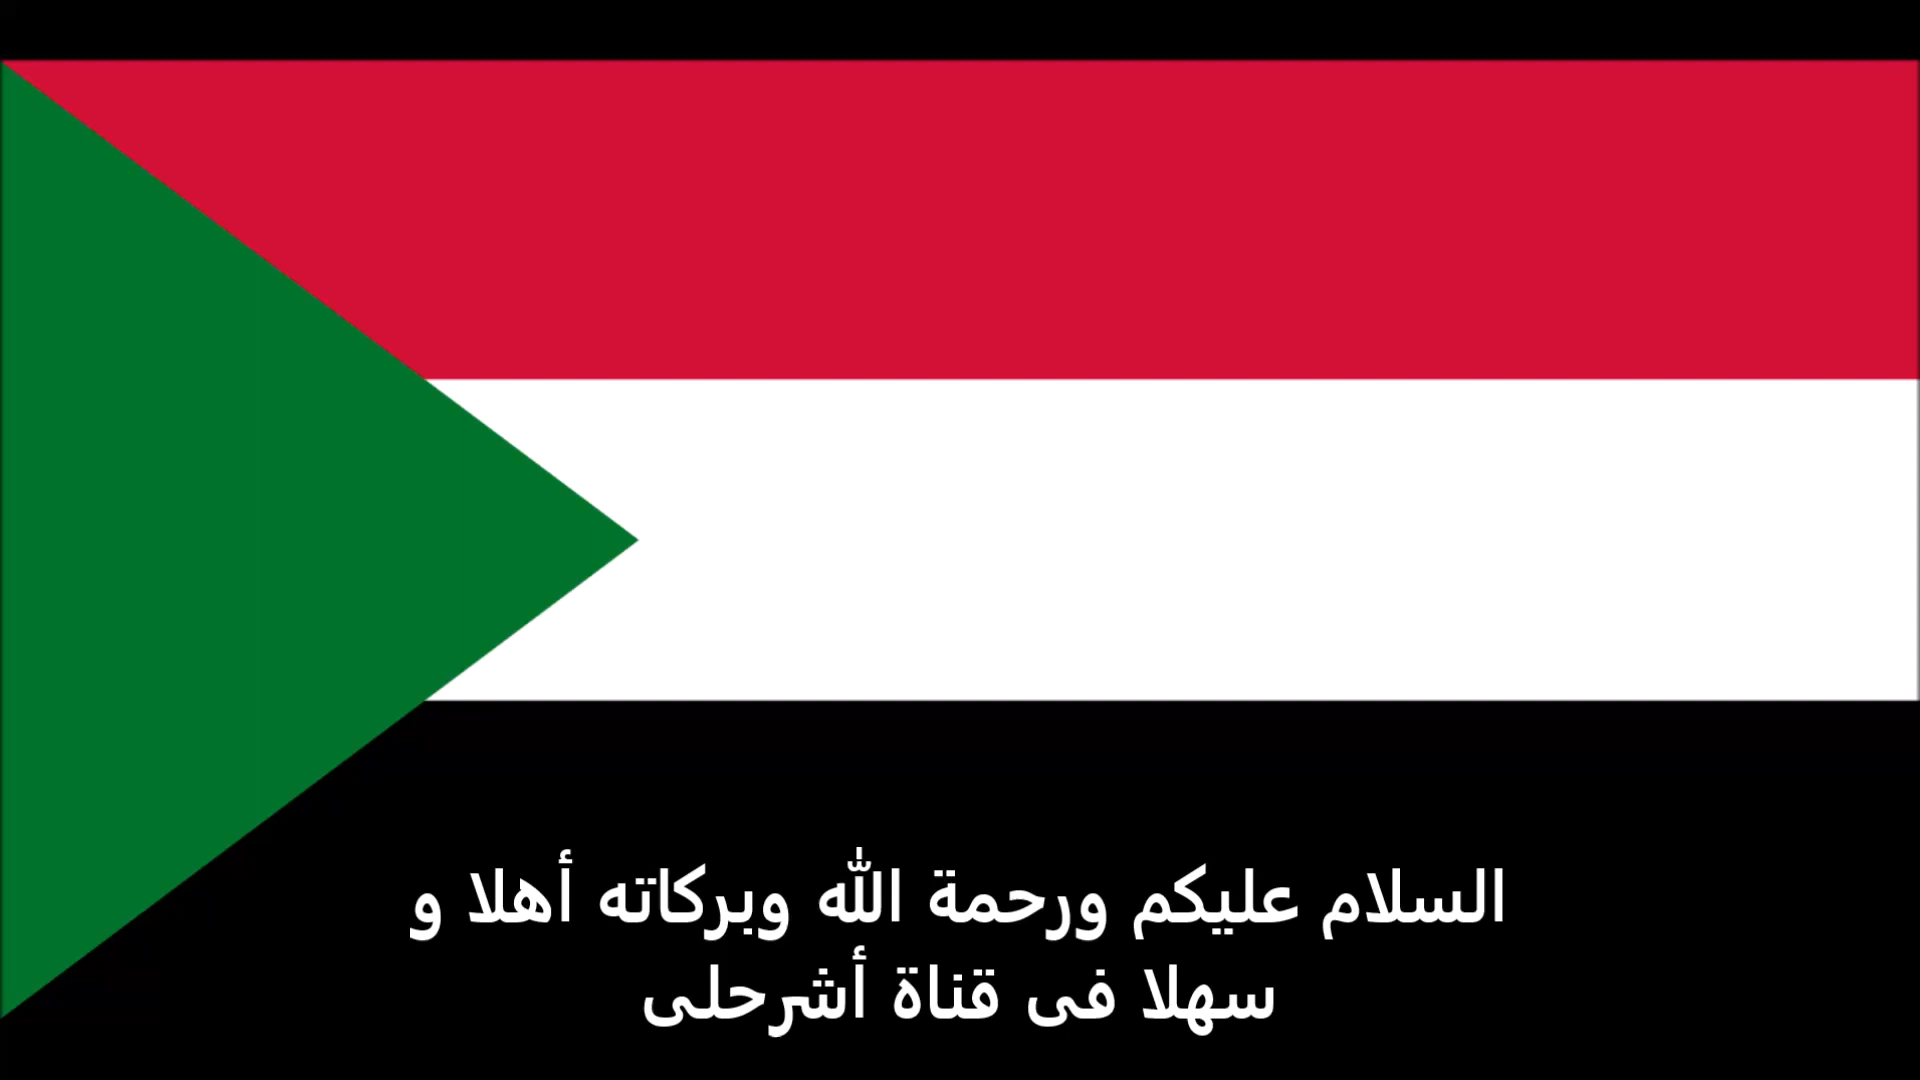 السلام عليكم ورحمة الله وبركاته أهلا و
سهلا فى قناة أشرحلى